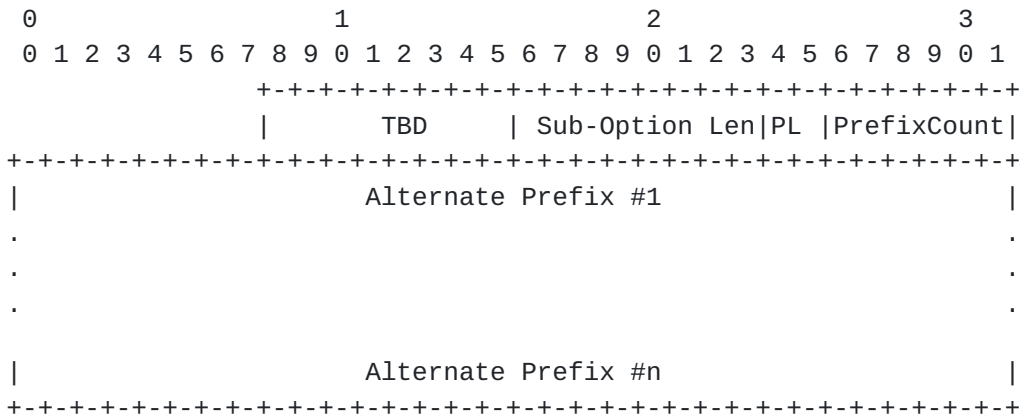 0                   1                   2                   3
 0 1 2 3 4 5 6 7 8 9 0 1 2 3 4 5 6 7 8 9 0 1 2 3 4 5 6 7 8 9 0 1
                +-+-+-+-+-+-+-+-+-+-+-+-+-+-+-+-+-+-+-+-+-+-+-+-+
                |       TBD     | Sub-Option Len|PL |PrefixCount|
+-+-+-+-+-+-+-+-+-+-+-+-+-+-+-+-+-+-+-+-+-+-+-+-+-+-+-+-+-+-+-+-+
|                      Alternate Prefix #1                      |
.                                                               .
.                                                               .
.                                                               .
|                      Alternate Prefix #n                      |
+-+-+-+-+-+-+-+-+-+-+-+-+-+-+-+-+-+-+-+-+-+-+-+-+-+-+-+-+-+-+-+-+